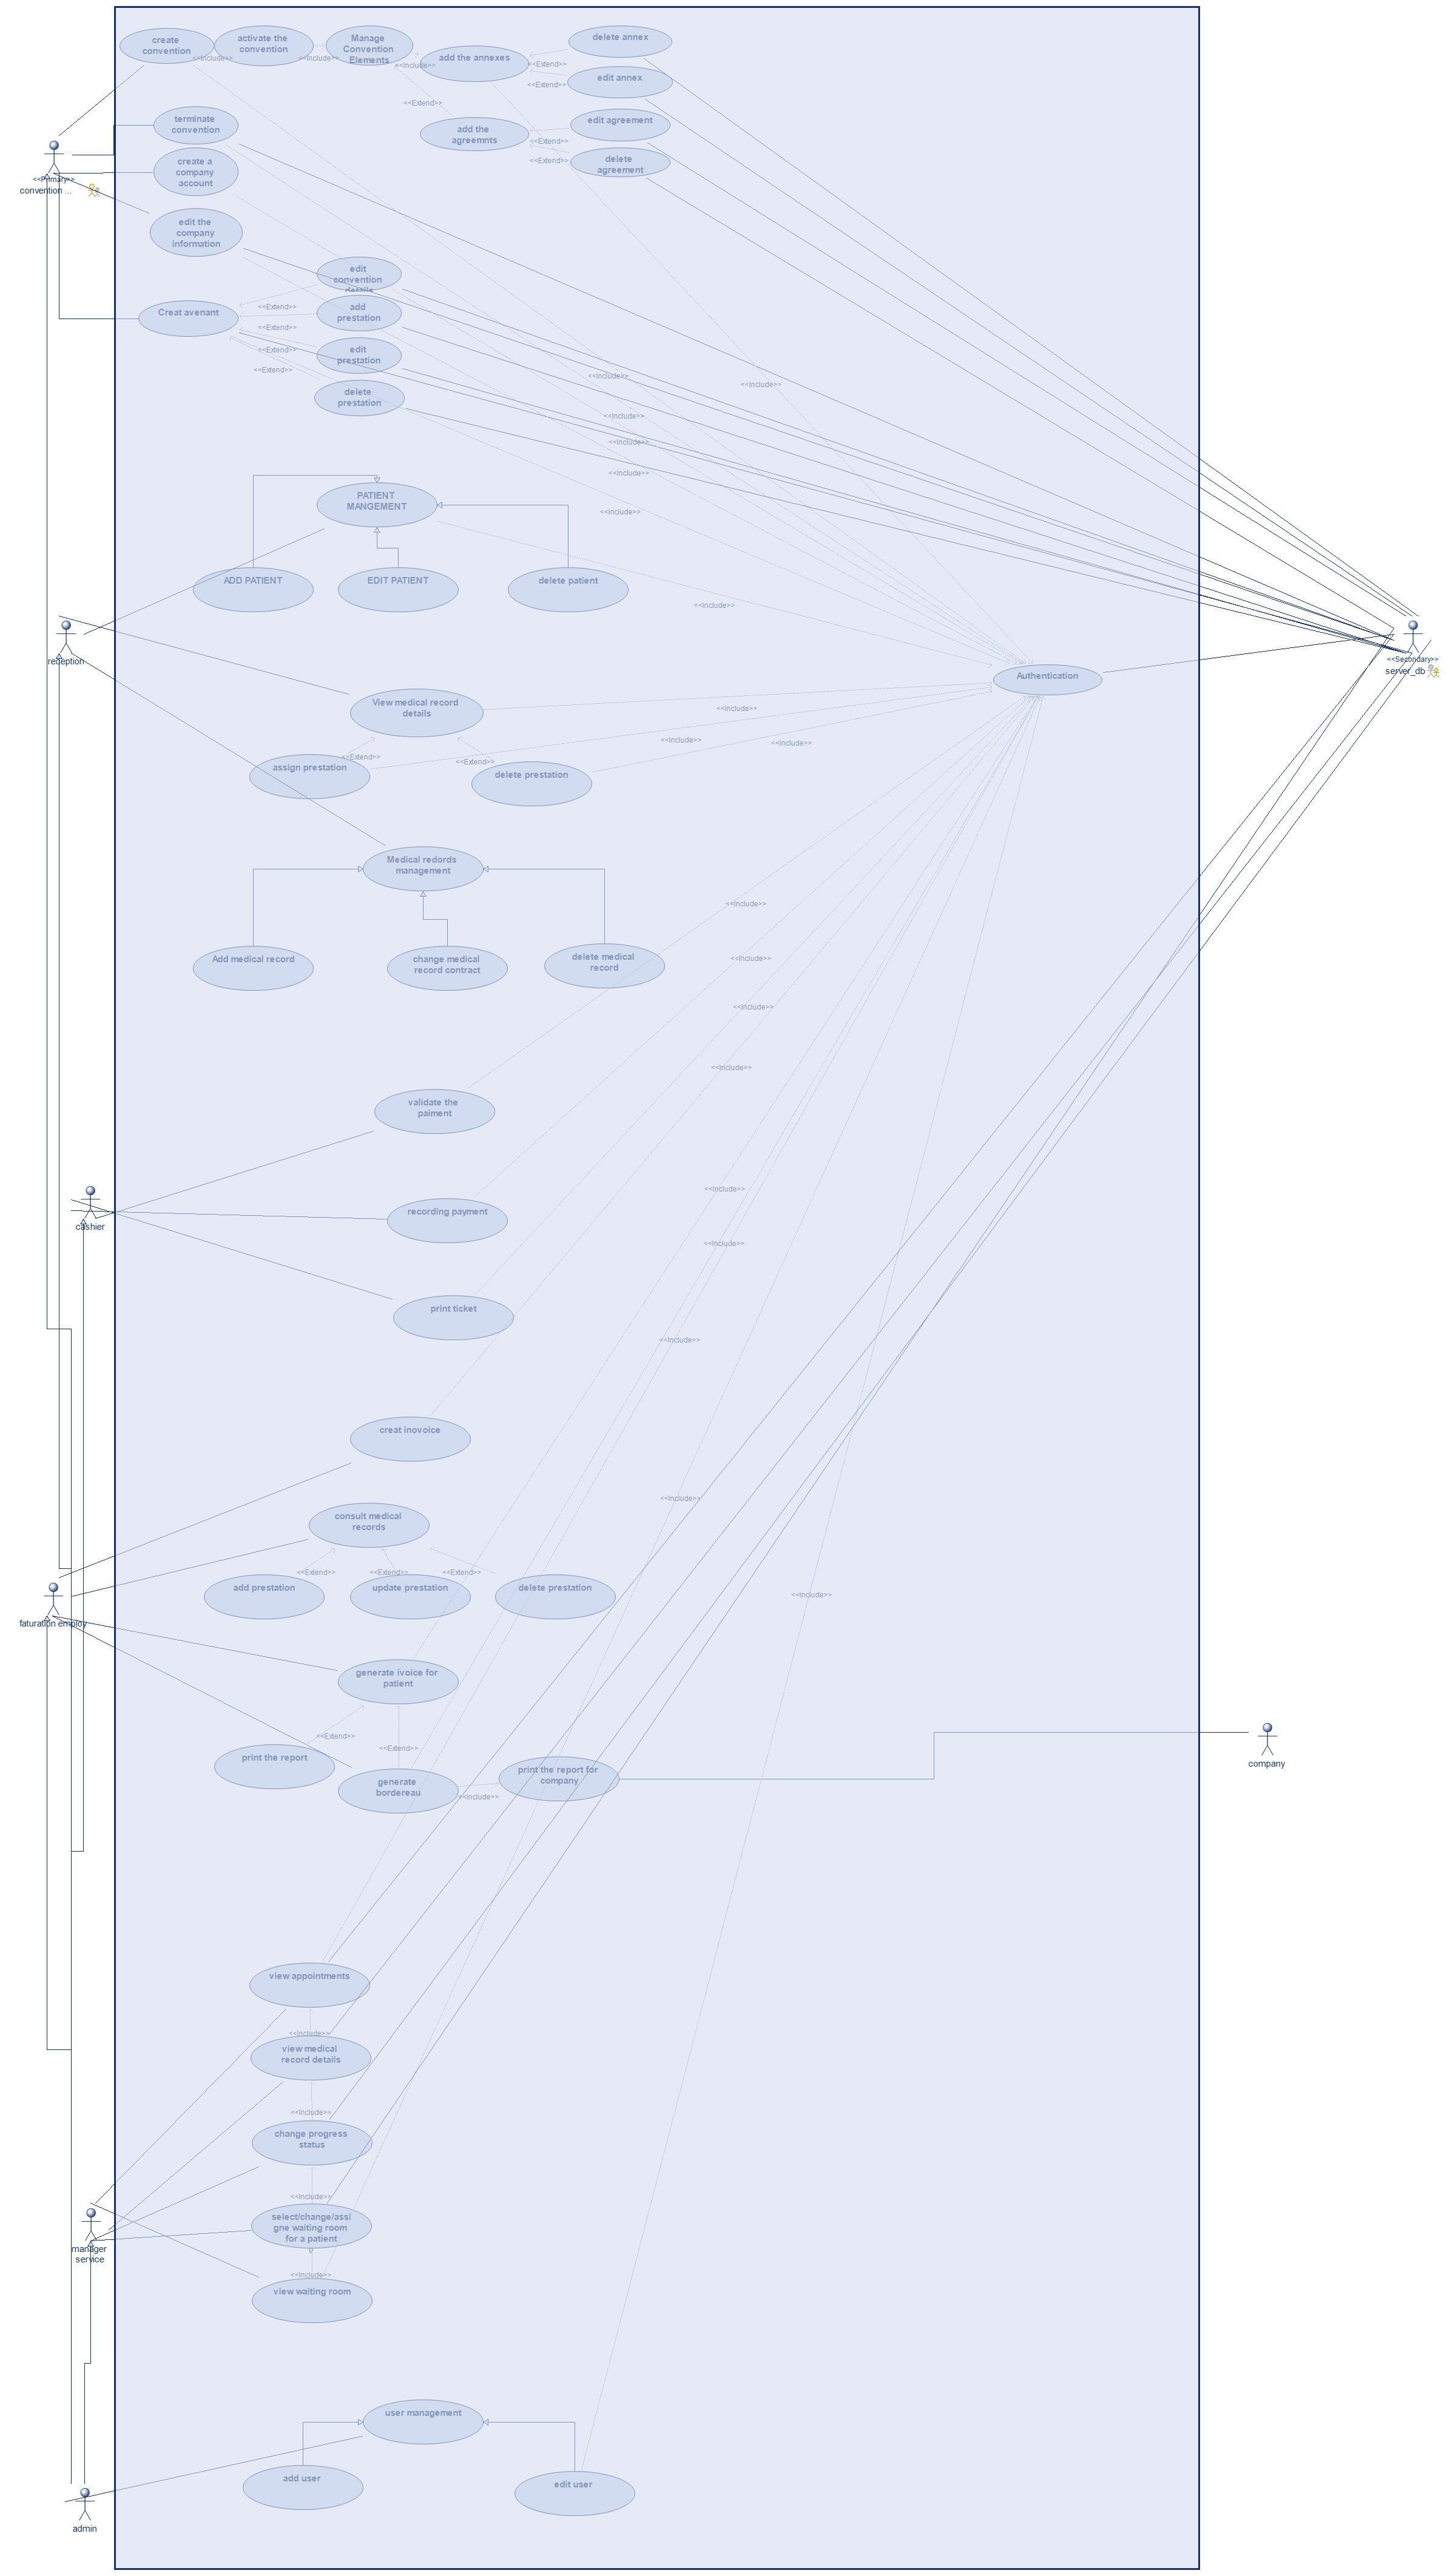 create
convention
activate the
convention
Manage
Convention
Elements
add the annexes
delete annex
edit annex
<<Include>>
<<Include>>
<<Include>>
<<Extend>>
<<Extend>>
<<Extend>>
add the
agreemnts
edit agreement
delete
agreement
<<Extend>>
<<Extend>>
terminate
convention
create a
company
account
<<Primary>>
convention ...
edit the
company
information
edit
convention
details
Creat avenant
add
prestation
edit
prestation
delete
prestation
<<Extend>>
<<Extend>>
<<Extend>>
<<Extend>>
<<Include>>
<<Include>>
<<Include>>
<<Include>>
<<Include>>
<<Include>>
PATIENT
MANGEMENT
ADD PATIENT
EDIT PATIENT
delete patient
<<Include>>
reception
<<Secondary>>
server_db
Authentication
View medical record
details
<<Include>>
<<Include>>
<<Include>>
<<Extend>>
<<Extend>>
assign prestation
delete prestation
Medical redords
management
<<Include>>
Add medical record
change medical
record contract
delete medical
record
<<Include>>
<<Include>>
<<Include>>
validate the
paiment
<<Include>>
cashier
recording payment
<<Include>>
print ticket
<<Include>>
creat inovoice
<<Include>>
consult medical
records
<<Extend>>
<<Extend>>
<<Extend>>
add prestation
update prestation
delete prestation
<<Include>>
faturation employ
generate ivoice for
patient
<<Extend>>
<<Extend>>
print the report
generate
bordereau
<<Include>>
print the report for
company
company
view appointments
<<Include>>
view medical
record details
<<Include>>
change progress
status
<<Include>>
select/change/assi
gne waiting room
for a patient
manager
service
<<Include>>
view waiting room
user management
add user
edit user
admin